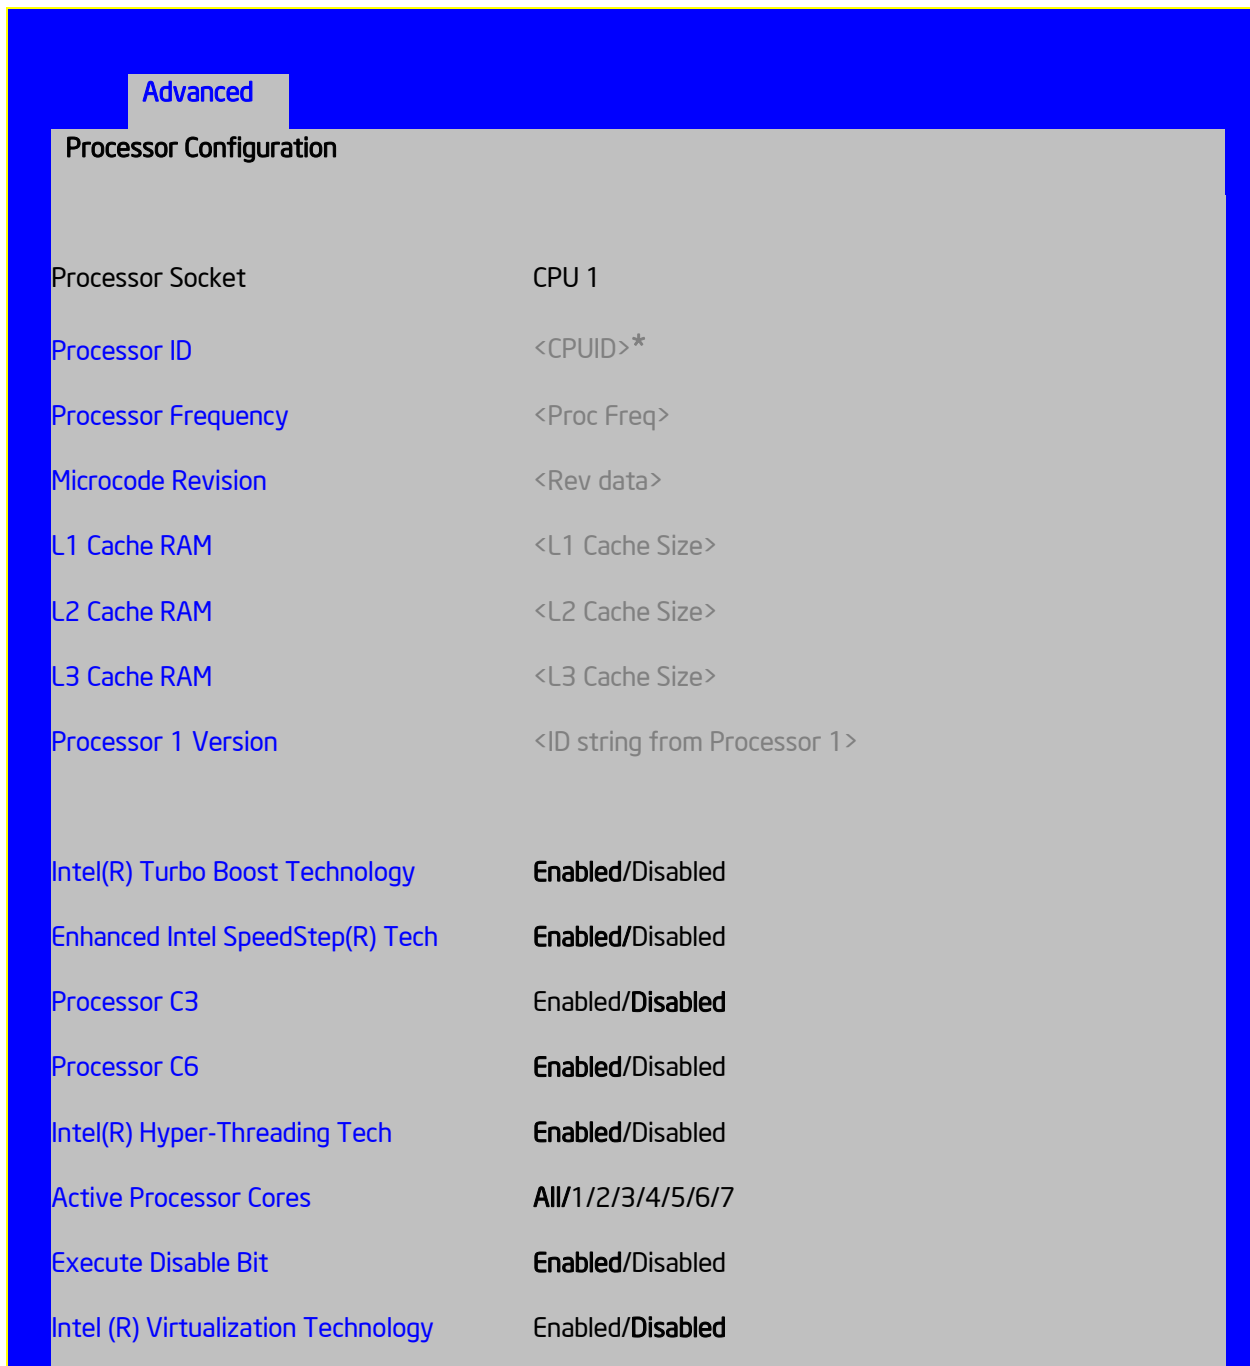 Advanced
Processor Configuration
Processor Socket CPU 1
Processor ID <CPUID>*
Processor Frequency <Proc Freq>
Microcode Revision <Rev data>
L1 Cache RAM <L1 Cache Size>
L2 Cache RAM <L2 Cache Size>
L3 Cache RAM <L3 Cache Size>
Processor 1 Version <ID string from Processor 1>
Intel(R) Turbo Boost Technology Enabled/Disabled
Enhanced Intel SpeedStep(R) Tech Enabled/Disabled
Processor C3 Enabled/Disabled
Processor C6 Enabled/Disabled
Intel(R) Hyper-Threading Tech Enabled/Disabled
Active Processor Cores All/1/2/3/4/5/6/7
Execute Disable Bit Enabled/Disabled
Intel (R) Virtualization Technology Enabled/Disabled